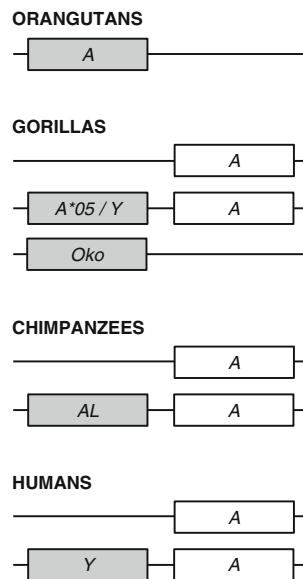 ORANGUTANS
A
GORILLAS
A
A*05 / Y A
Oko
CHIMPANZEES
A
AL A
HUMANS
A
Y A